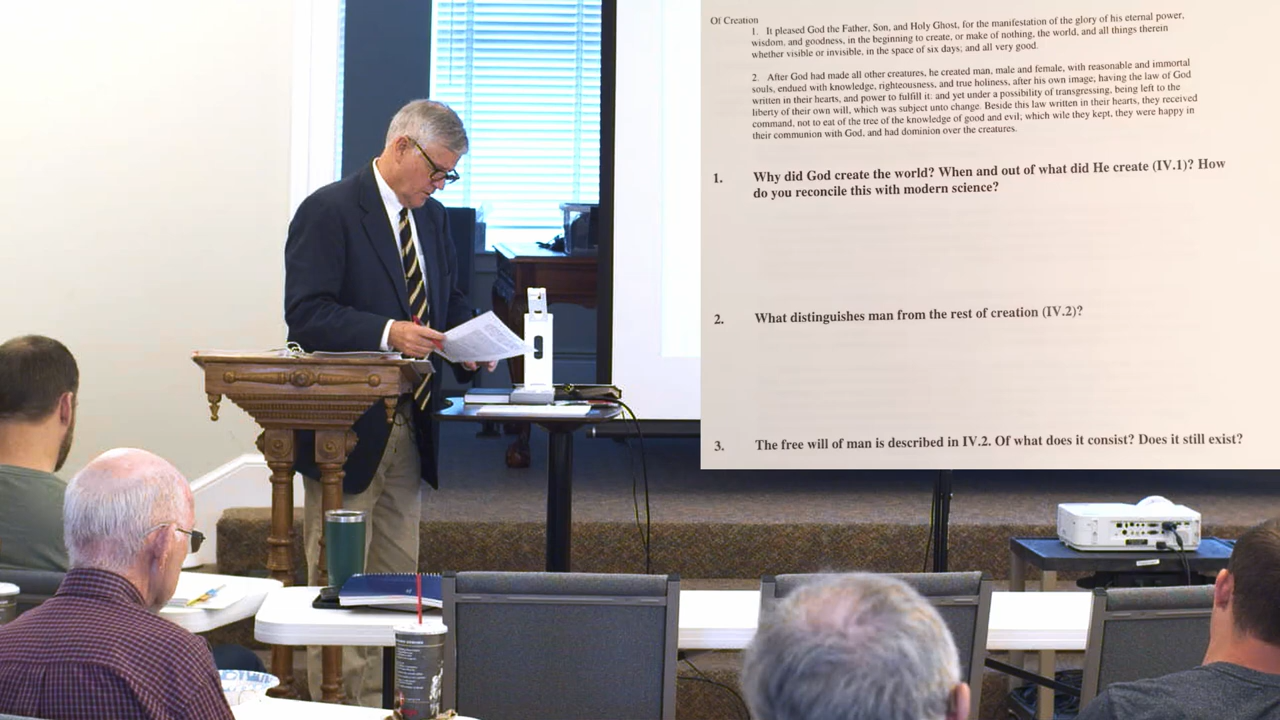 Of Creation
1. It pleased God the Father, Son, and Holy Ghost, for the manifestation of the glory of his eternal power,
wisdom, and goodness, in the beginning to create, or make of nothing, the world, and all things therein
whether visible or invisible, in the space of six days; and all very good.
2. After God had made all other creatures, he created man, male and female, with reasonable and immortal
souls, endued with knowledge, righteousness, and true holiness, after his own image, having the law of God
written in their hearts, and power to fulfill it: and yet under a possibility of transgressing, being left to the
liberty of their own will, which was subject unto change. Beside this law written in their hearts, they received
command, not to eat of the tree of the knowledge of good and evil; which wile they kept, they were happy in
their communion with God, and had dominion over the creatures.
1. Why did God create the world? When and out of what did He create (IV.1)? How
do you reconcile this with modern science?
2. What distinguishes man from the rest of creation (IV.2)?
3. The free will of man is described in IV.2. Of what does it consist? Does it still exist?